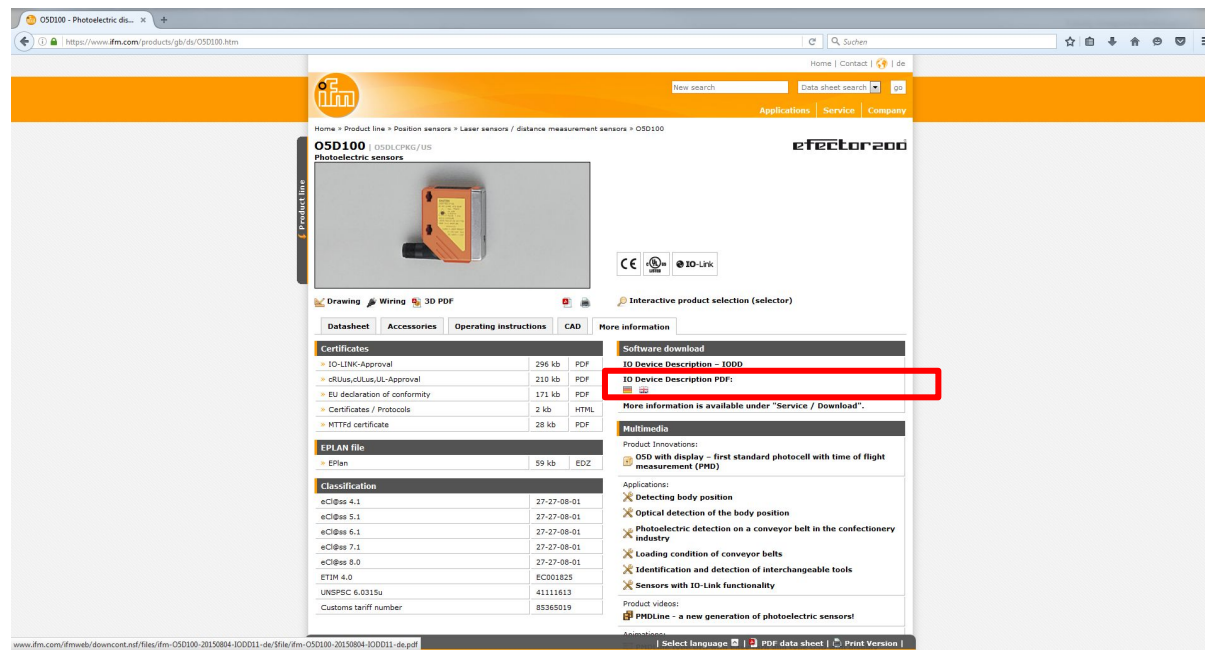 O5D100 - Photoelectric dis... × +
https://www.ifm.com/products/gb/ds/O5D100.htm
Suchen
Home | Contact | | de
ifm
New search
Data sheet search
go
Applications | Service | Company
Home » Product line » Position sensors » Laser sensors / distance measurement sensors » O5D100
O5D100 | O5DLCPKG/US
efector200
Photoelectric sensors
Product line
CE
UL
IO-Link
Drawing Wiring 3D PDF
Interactive product selection (selector)
Datasheet Accessories Operating instructions CAD More information
Certificates
» IO-LINK-Approval 296 kb PDF
» cRUus,cULus,UL-Approval 210 kb PDF
» EU declaration of conformity 171 kb PDF
» Certificates / Protocols 2 kb HTML
» MTTFd certificate 28 kb PDF
EPLAN file
» EPlan 59 kb EDZ
Classification
eCl@ss 4.1 27-27-08-01
eCl@ss 5.1 27-27-08-01
eCl@ss 6.1 27-27-08-01
eCl@ss 7.1 27-27-08-01
eCl@ss 8.0 27-27-08-01
ETIM 4.0 EC001825
UNSPSC 6.0315u 41111613
Customs tariff number 85365019
Software download
IO Device Description – IODD
IO Device Description PDF:
More information is available under "Service / Download".
Multimedia
Product Innovations:
O5D with display – first standard photocell with time of flight
measurement (PMD)
Applications:
Detecting body position
Optical detection of the body position
Photoelectric detection on a conveyor belt in the confectionery
industry
Loading condition of conveyor belts
Identification and detection of interchangeable tools
Sensors with IO-Link functionality
Product videos:
PMDLine - a new generation of photoelectric sensors!
Animations:
www.ifm.com/ifmweb/downcont.nsf/files/ifm-O5D100-20150804-IODD11-de/$file/ifm-O5D100-20150804-IODD11-de.pdf
| Select language | PDF data sheet | Print Version |